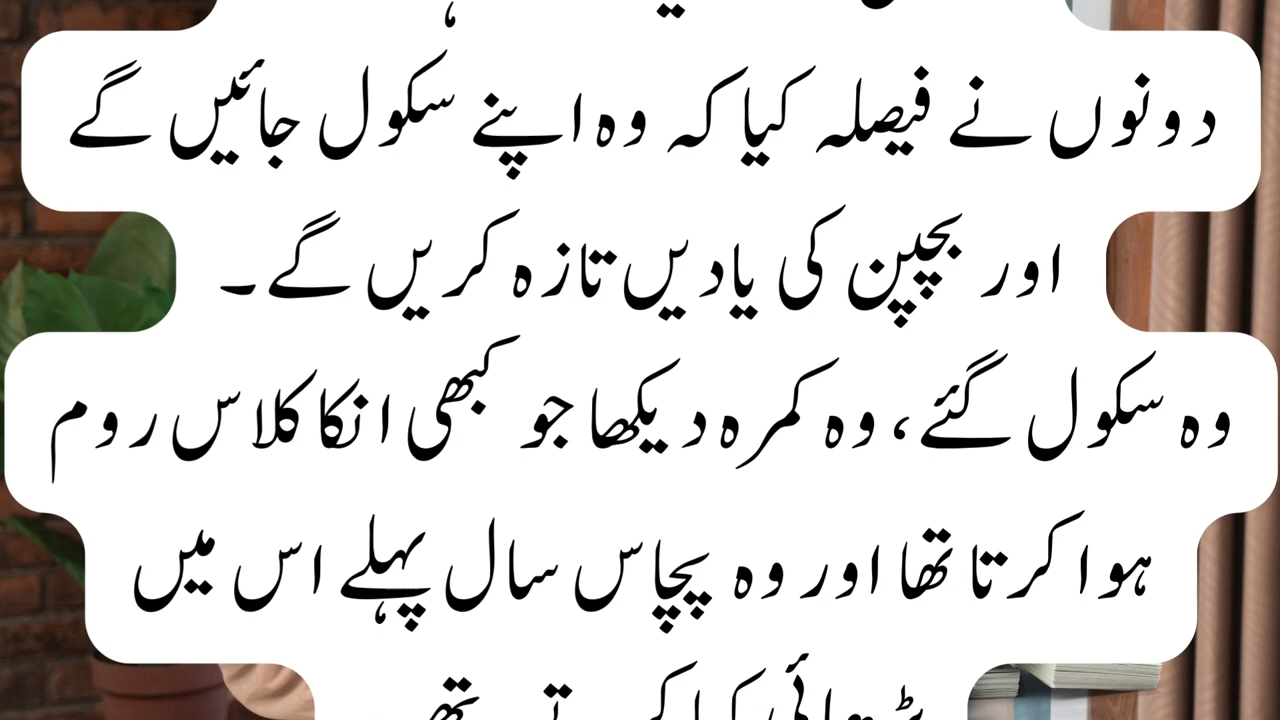 دونوں نے فیصلہ کیا کہ وہ اپنے سکول جائیں گے
اور بچپن کی یادیں تازہ کریں گے۔
وہ سکول گئے، وہ کمرہ دیکھا جو کبھی انکا کلاس روم
ہوا کرتا تھا اور وہ پچاس سال پہلے اس میں